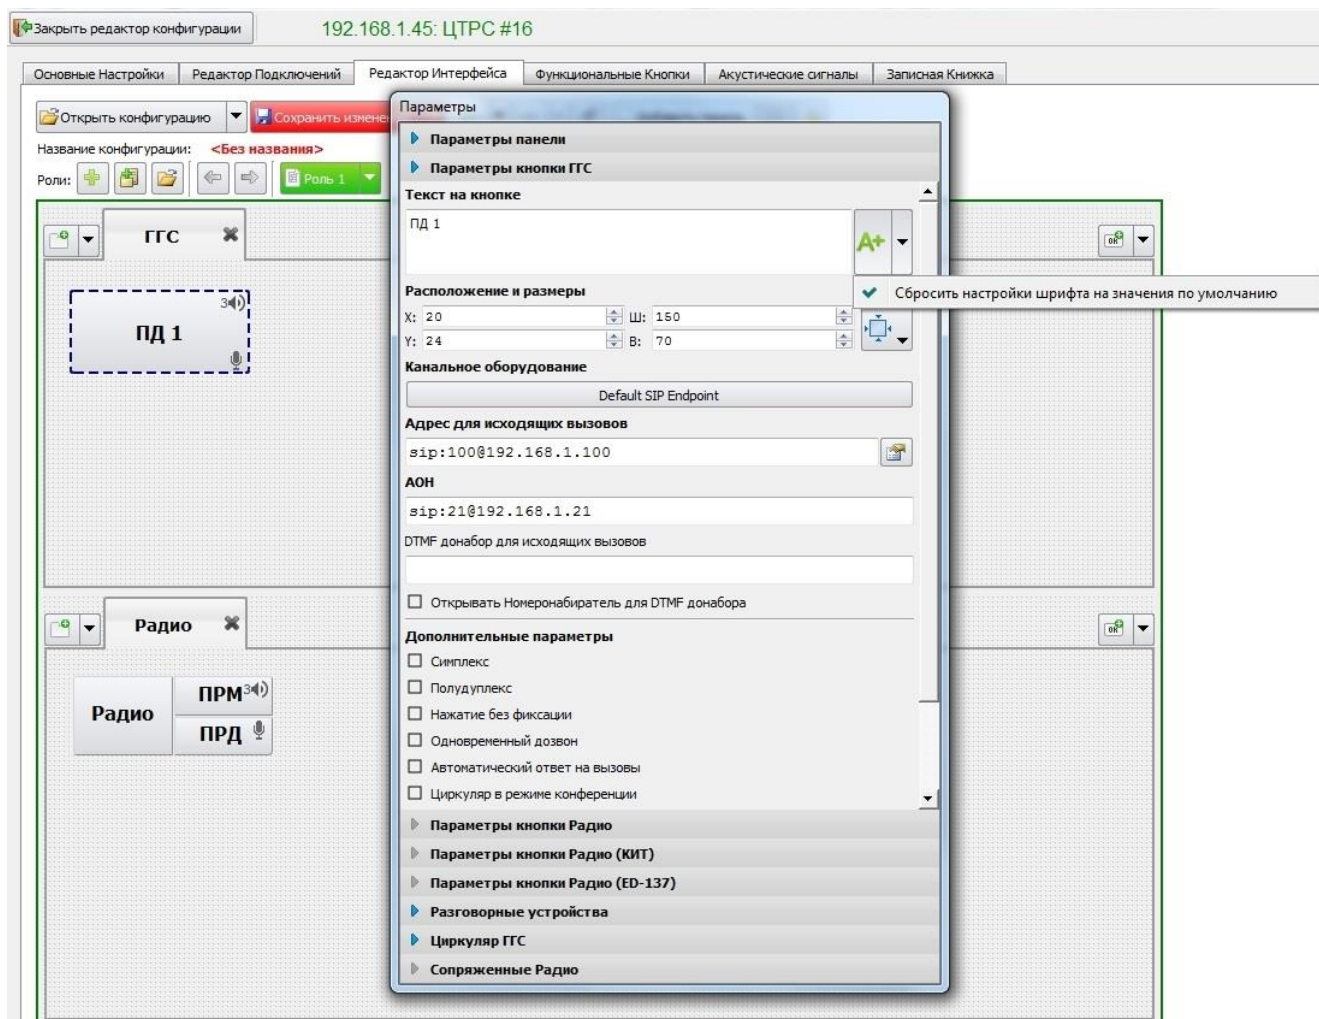 Закрыть редактор конфигурации
192.168.1.45: ЦТРС #16
Основные Настройки
Редактор Подключений
Редактор Интерфейса
Функциональные Кнопки
Акустические сигналы
Записная Книжка
Открыть конфигурацию
Сохранить измене
Название конфигурации: <Без названия>
Роли:
Роль 1
ГГС
ПД 1
3
Радио
Радио
ПРМ
3
ПРД
Параметры
Параметры панели
Параметры кнопки ГГС
Текст на кнопке
ПД 1
A+
Сбросить настройки шрифта на значения по умолчанию
Расположение и размеры
X: 20 Ш: 150
Y: 24 В: 70
Канальное оборудование
Default SIP Endpoint
Адрес для исходящих вызовов
sip:100@192.168.1.100
АОН
sip:21@192.168.1.21
DTMF донабор для исходящих вызовов
Открывать Номеронабиратель для DTMF донабора
Дополнительные параметры
Симплекс
Полудуплекс
Нажатие без фиксации
Одновременный дозвон
Автоматический ответ на вызовы
Циркуляр в режиме конференции
Параметры кнопки Радио
Параметры кнопки Радио (КИТ)
Параметры кнопки Радио (ED-137)
Разговорные устройства
Циркуляр ГГС
Сопряженные Радио
ок
ок